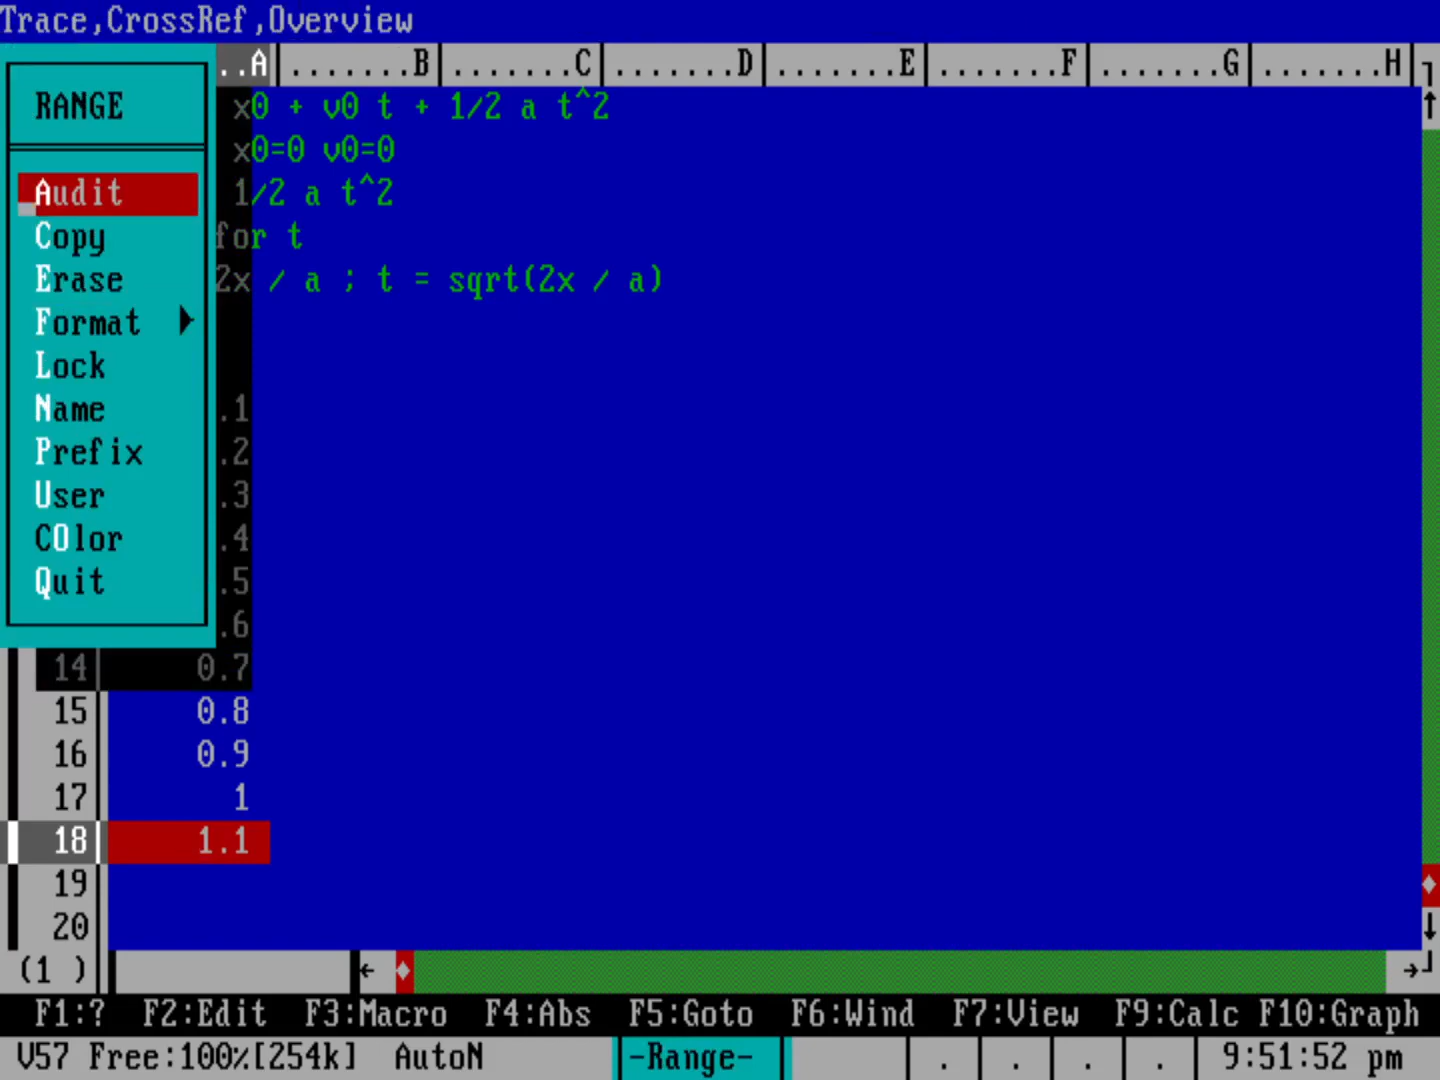 Trace,CrossRef,Overview
..A .......B .......C .......D .......E .......F .......G .......H
RANGE
x0 + v0 t + 1/2 a t^2
x0=0 v0=0
Audit 1/2 a t^2
Copy for t
Erase 2x / a ; t = sqrt(2x / a)
Format
Lock
Name .1
Prefix .2
User .3
COlor .4
Quit .5
.6
14 0.7
15 0.8
16 0.9
17 1
18 1.1
19
20
(1 )
F1:? F2:Edit F3:Macro F4:Abs F5:Goto F6:Wind F7:View F9:Calc F10:Graph
V57 Free:100%[254k] AutoN -Range- . . . . 9:51:52 pm